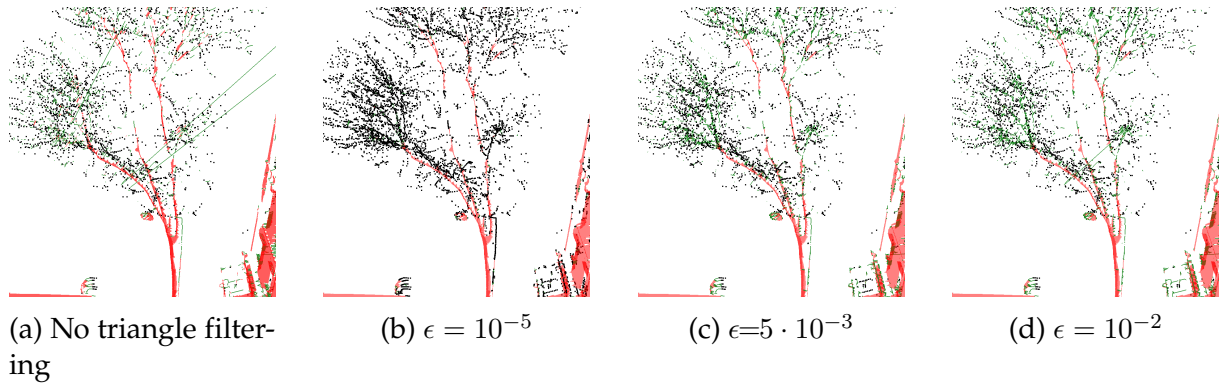 (a) No triangle filter-
ing
(b) ϵ = 10⁻⁵
(c) ϵ=5 · 10⁻³
(d) ϵ = 10⁻²